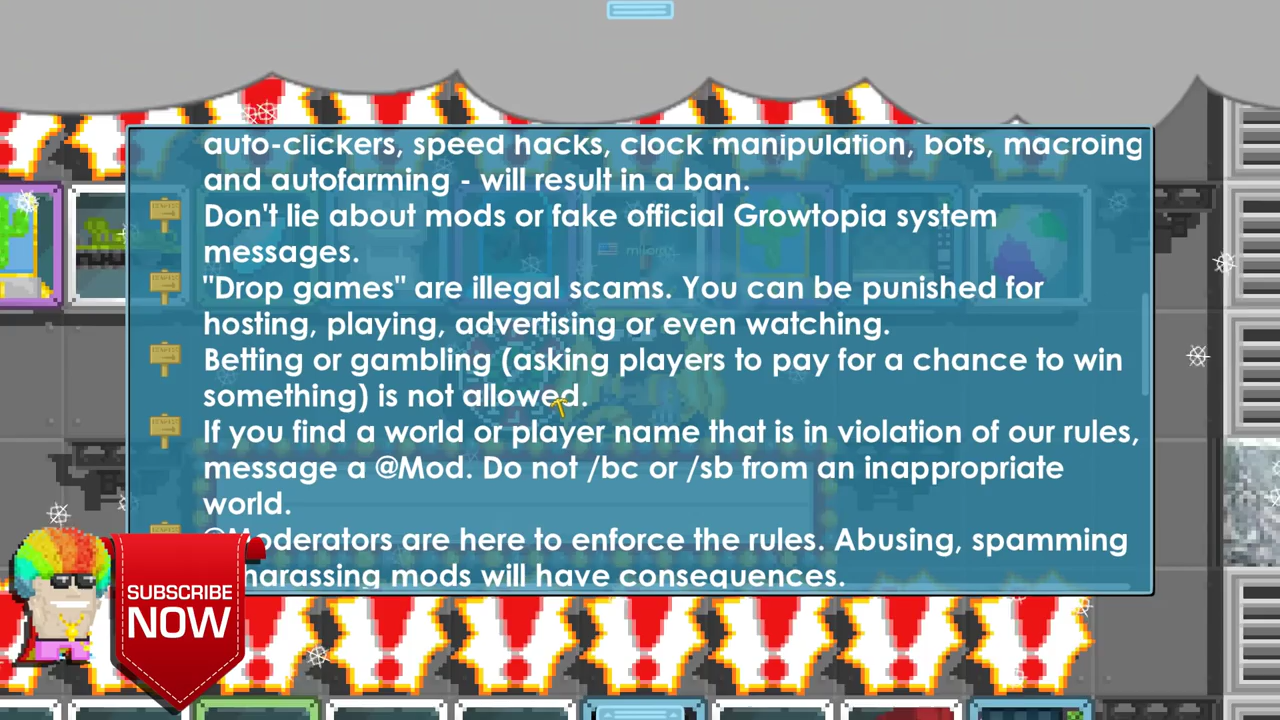 auto-clickers, speed hacks, clock manipulation, bots, macroing
and autofarming - will result in a ban.
Don't lie about mods or fake official Growtopia system
messages.
"Drop games" are illegal scams. You can be punished for
hosting, playing, advertising or even watching.
Betting or gambling (asking players to pay for a chance to win
something) is not allowed.
If you find a world or player name that is in violation of our rules,
message a @Mod. Do not /bc or /sb from an inappropriate
world.
@Moderators are here to enforce the rules. Abusing, spamming
harassing mods will have consequences.
SUBSCRIBE
NOW